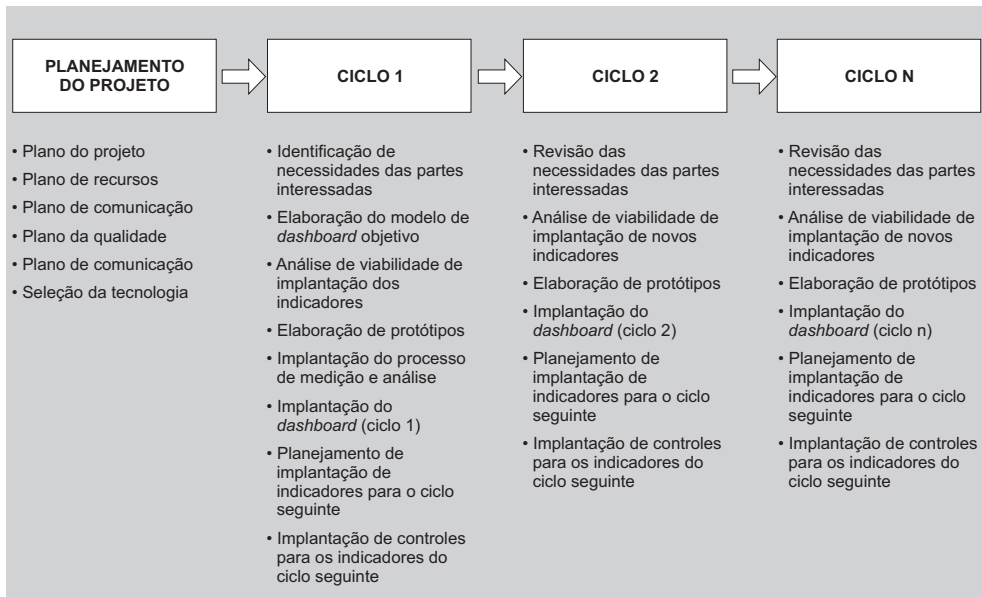 PLANEJAMENTO
DO PROJETO
• Plano do projeto
• Plano de recursos
• Plano de comunicação
• Plano da qualidade
• Plano de comunicação
• Seleção da tecnologia
CICLO 1
• Identificação de
necessidades das partes
interessadas
• Elaboração do modelo de
dashboard objetivo
• Análise de viabilidade de
implantação dos
indicadores
• Elaboração de protótipos
• Implantação do processo
de medição e análise
• Implantação do
dashboard (ciclo 1)
• Planejamento de
implantação de
indicadores para o ciclo
seguinte
• Implantação de controles
para os indicadores do
ciclo seguinte
CICLO 2
• Revisão das
necessidades das partes
interessadas
• Análise de viabilidade de
implantação de novos
indicadores
• Elaboração de protótipos
• Implantação do
dashboard (ciclo 2)
• Planejamento de
implantação de
indicadores para o ciclo
seguinte
• Implantação de controles
para os indicadores do
ciclo seguinte
CICLO N
• Revisão das
necessidades das partes
interessadas
• Análise de viabilidade de
implantação de novos
indicadores
• Elaboração de protótipos
• Implantação do
dashboard (ciclo n)
• Planejamento de
implantação de
indicadores para o ciclo
seguinte
• Implantação de controles
para os indicadores do
ciclo seguinte